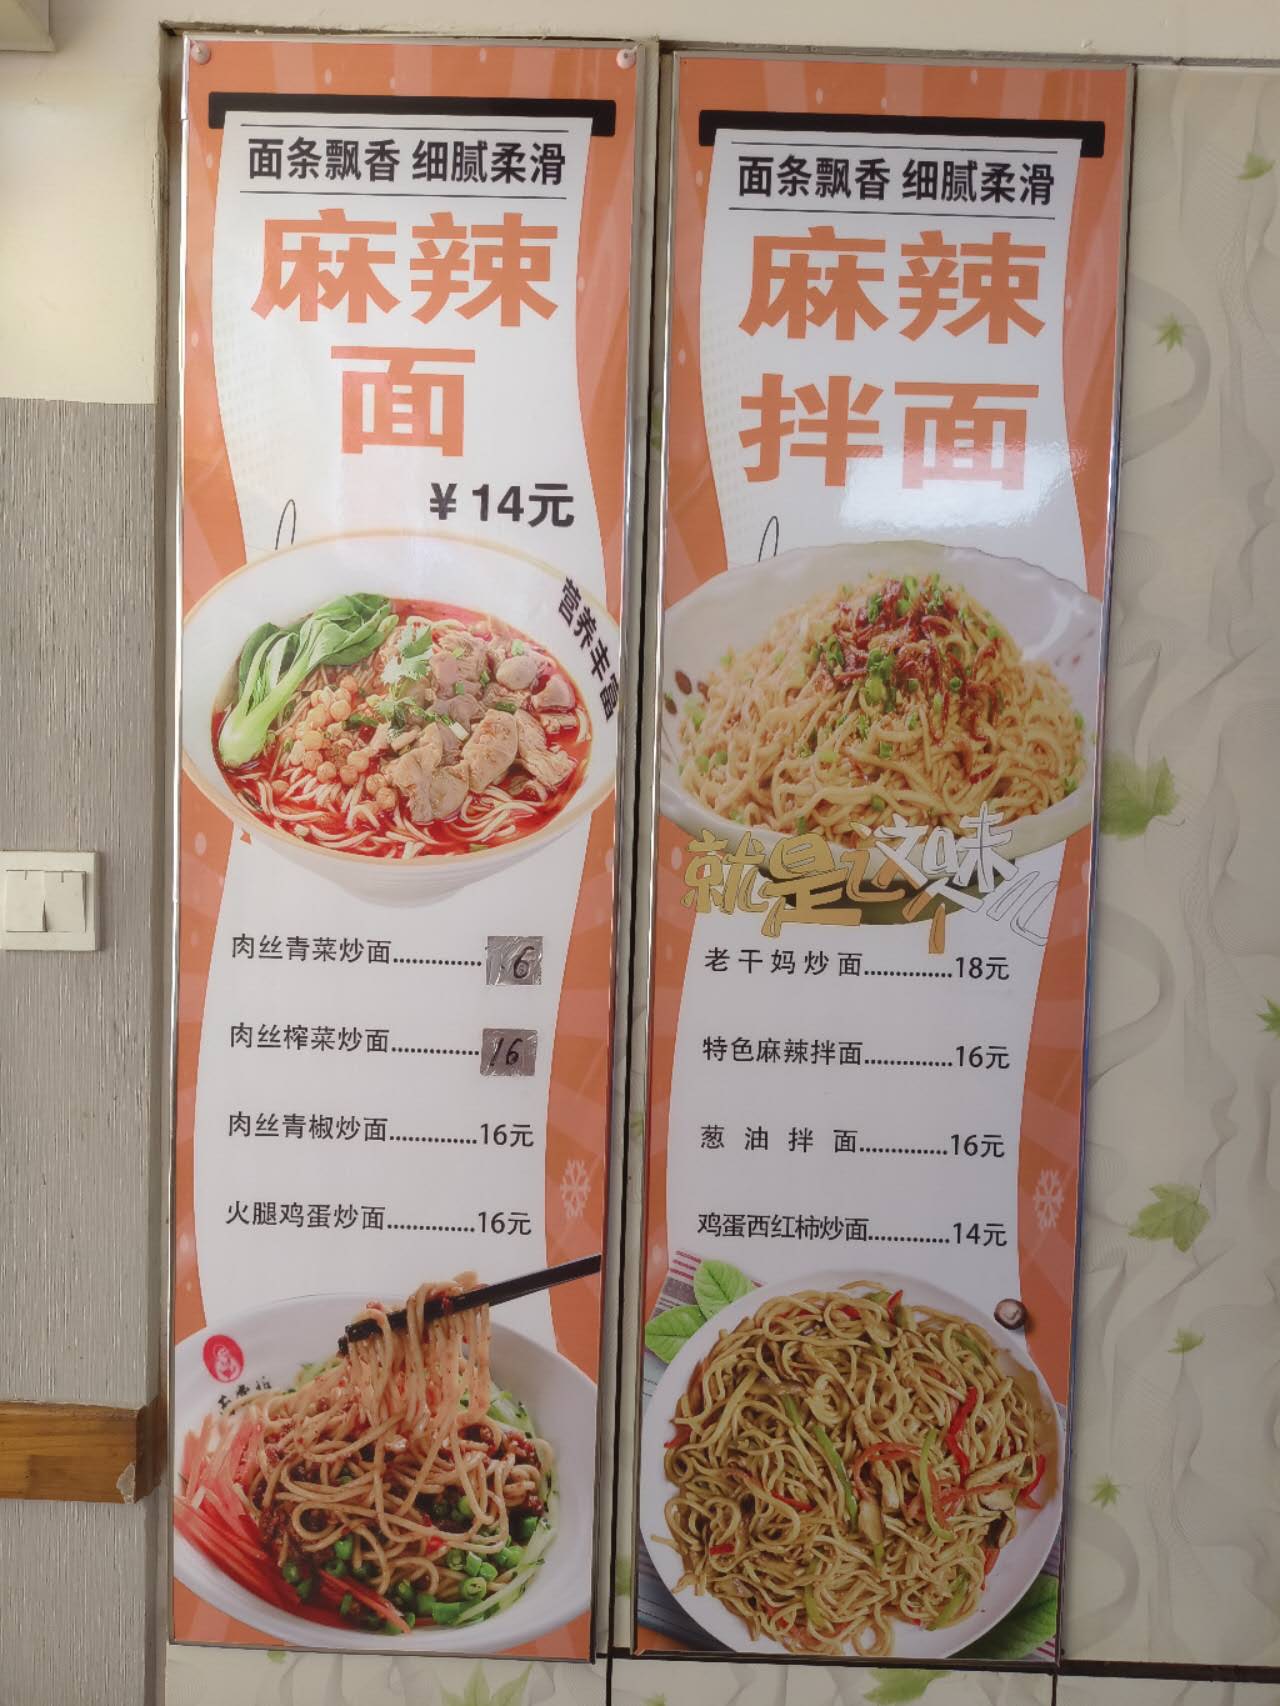 面条飘香 细腻柔滑
麻辣
面
¥14元
营养丰富
肉丝青菜炒面.............6
肉丝榨菜炒面.............16
肉丝青椒炒面.............16元
火腿鸡蛋炒面.............16元
面条飘香 细腻柔滑
麻辣
拌面
就是这个味儿
老干妈炒面.............18元
特色麻辣拌面.............16元
葱油拌面.............16元
鸡蛋西红柿炒面............14元